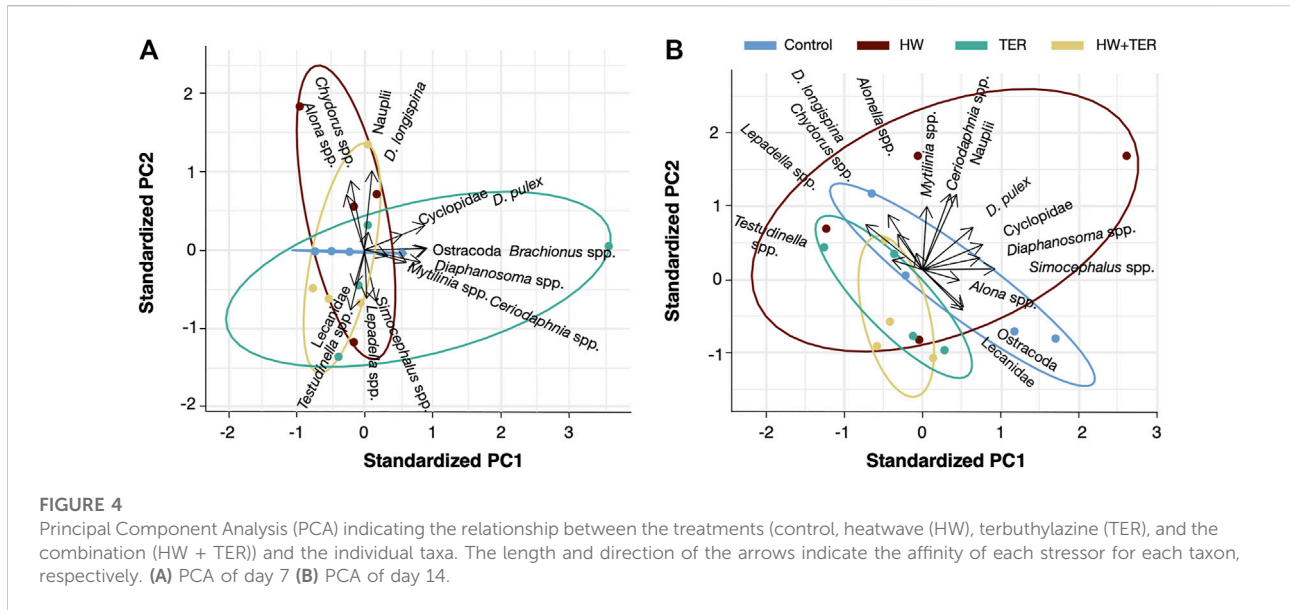 A
B
Control
HW
TER
HW+TER
Standardized PC2
2
1
0
-1
-2
-2
-1
0
1
2
3
Standardized PC1
Chydorus spp.
Alona spp.
Nauplii
D. longispina
Cyclopidae
D. pulex
Ostracoda
Brachionus spp.
Diaphanosoma spp.
Mytilinia spp.
Ceriodaphnia spp.
Simocephalus spp.
Lepadella spp.
Lecanidae
Testudinella spp.
Standardized PC2
2
1
0
-1
-2
-1
0
1
2
3
Standardized PC1
Testudinella
spp.
Lepadella spp.
D. longispina
Chydorus spp.
Alonella spp.
Mytilinia spp.
Ceriodaphnia spp.
Nauplii
D. pulex
Cyclopidae
Diaphanosoma spp.
Simocephalus spp.
Alona spp.
Ostracoda
Lecanidae
FIGURE 4
Principal Component Analysis (PCA) indicating the relationship between the treatments (control, heatwave (HW), terbuthylazine (TER), and the
combination (HW + TER)) and the individual taxa. The length and direction of the arrows indicate the affinity of each stressor for each taxon,
respectively. (A) PCA of day 7 (B) PCA of day 14.